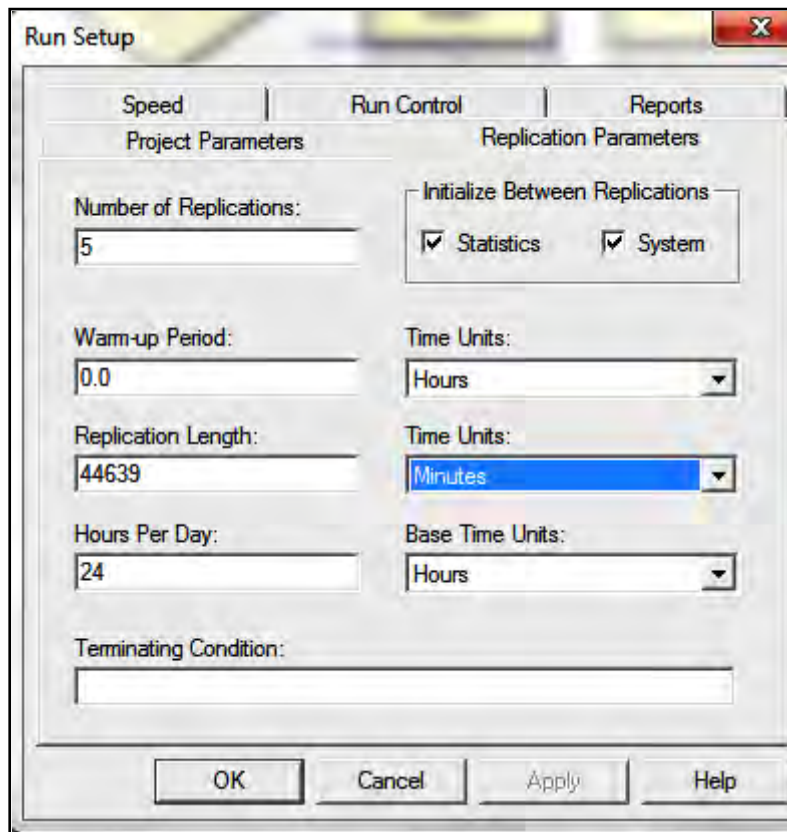 Run Setup
Speed
Run Control
Reports
Project Parameters
Replication Parameters
Number of Replications:
5
Initialize Between Replications
Statistics
System
Warm-up Period:
0.0
Time Units:
Hours
Replication Length:
44639
Time Units:
Minutes
Hours Per Day:
24
Base Time Units:
Hours
Terminating Condition:
OK
Cancel
Apply
Help